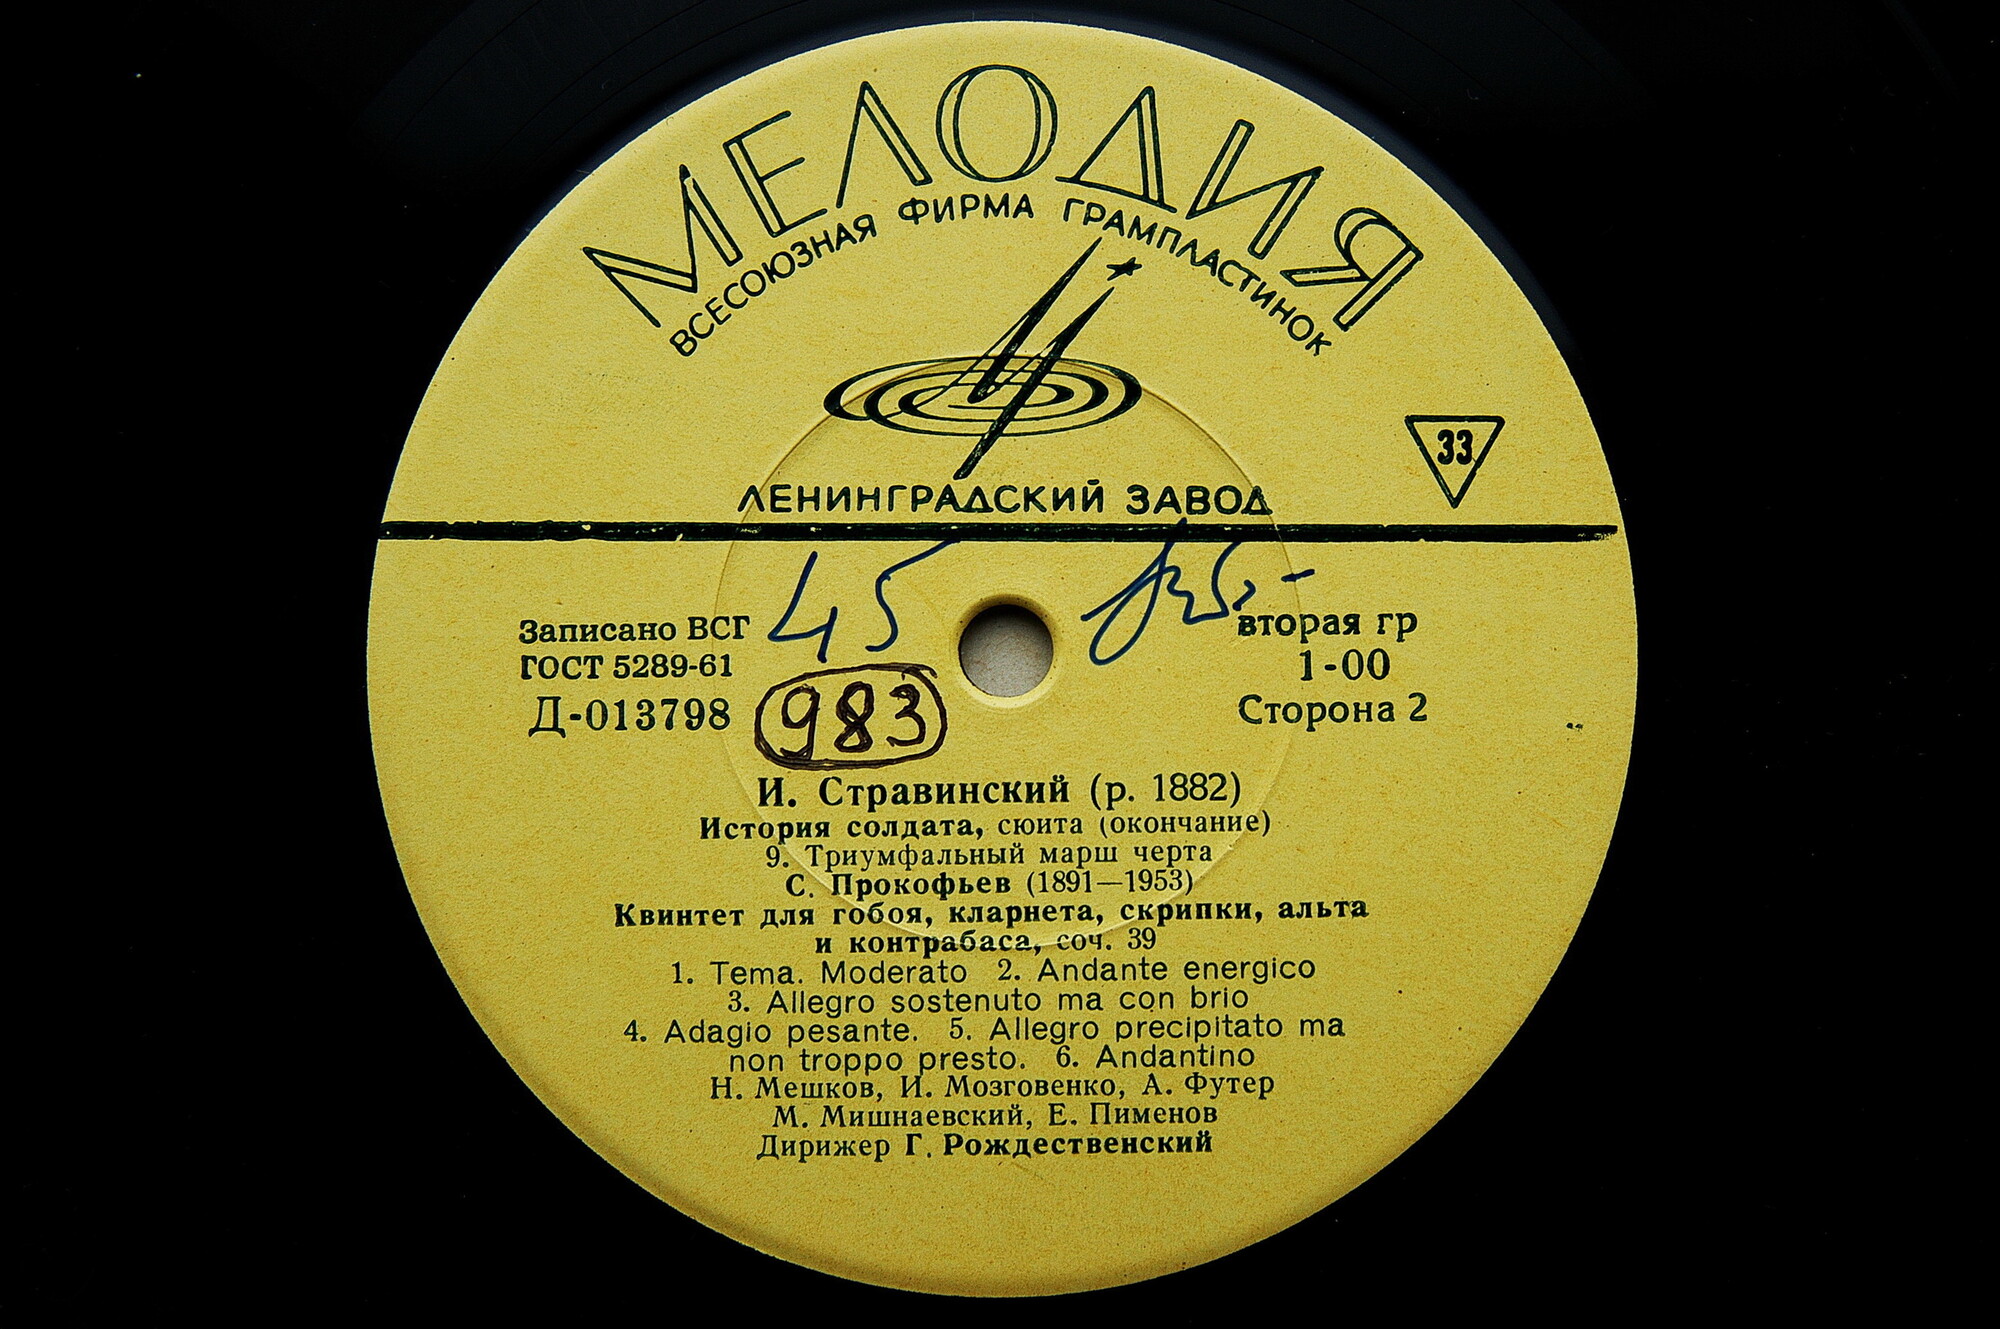 МЕЛОДИЯ
ВСЕСОЮЗНАЯ ФИРМА ГРАМПЛАСТИНОК
33
ЛЕНИНГРАДСКИЙ ЗАВОД
45
Записано ВСГ
ГОСТ 5289-61
Д-013798
983
вторая гр
1-00
Сторона 2
И. Стравинский (р. 1882)
История солдата, сюита (окончание)
9. Триумфальный марш черта
С. Прокофьев (1891—1953)
Квинтет для гобоя, кларнета, скрипки, альта
и контрабаса, соч. 39
1. Tema. Moderato 2. Andante energico
3. Allegro sostenuto ma con brio
4. Adagio pesante. 5. Allegro precipitato ma
non troppo presto. 6. Andantino
Н. Мешков, И. Мозговенко, А. Футер
М. Мишнаевский, Е. Пименов
Дирижер Г. Рождественский